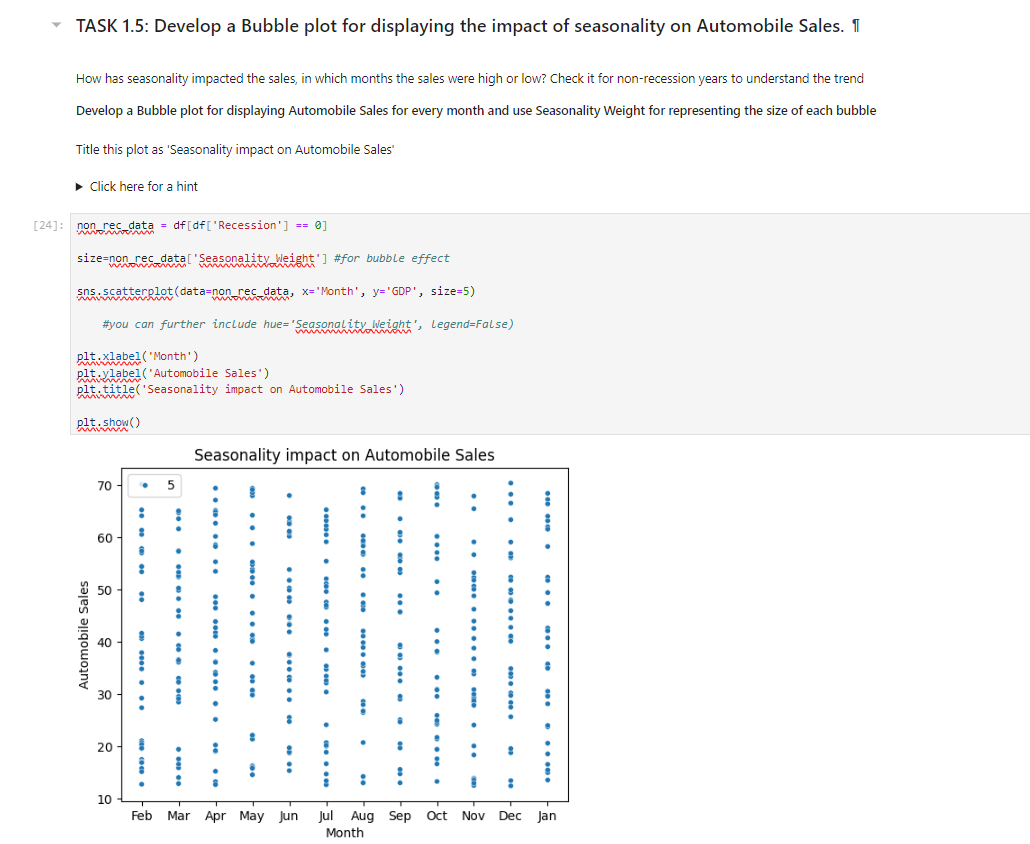 TASK 1.5: Develop a Bubble plot for displaying the impact of seasonality on Automobile Sales. ¶
How has seasonality impacted the sales, in which months the sales were high or low? Check it for non-recession years to understand the trend
Develop a Bubble plot for displaying Automobile Sales for every month and use Seasonality Weight for representing the size of each bubble
Title this plot as 'Seasonality impact on Automobile Sales'
Click here for a hint
[24]:
non_rec_data = df[df['Recession'] == 0]
size=non_rec_data['Seasonality_Weight'] #for bubble effect
sns.scatterplot(data=non_rec_data, x='Month', y='GDP', size=5)
#you can further include hue='Seasonality_Weight', legend=False)
plt.xlabel('Month')
plt.ylabel('Automobile Sales')
plt.title('Seasonality impact on Automobile Sales')
plt.show()
Seasonality impact on Automobile Sales
5
70
60
50
40
30
20
10
Automobile Sales
Feb Mar Apr May Jun Jul Aug Sep Oct Nov Dec Jan
Month